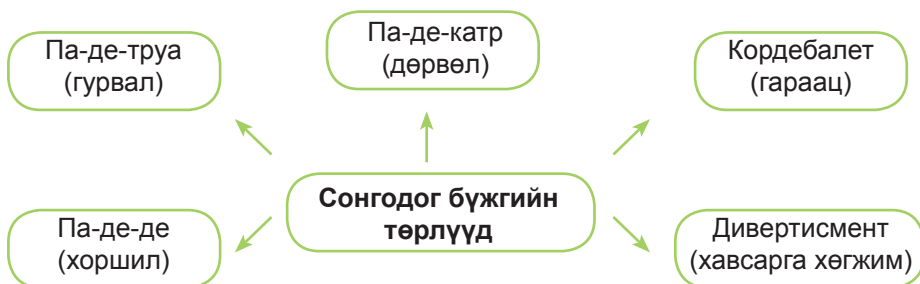 Па-де-труа
(гурвал)
Па-де-катр
(дөрвөл)
Кордебалет
(гараац)
Сонгодог бүжгийн
төрлүүд
Па-де-де
(хоршил)
Дивертисмент
(хавсарга хөгжим)